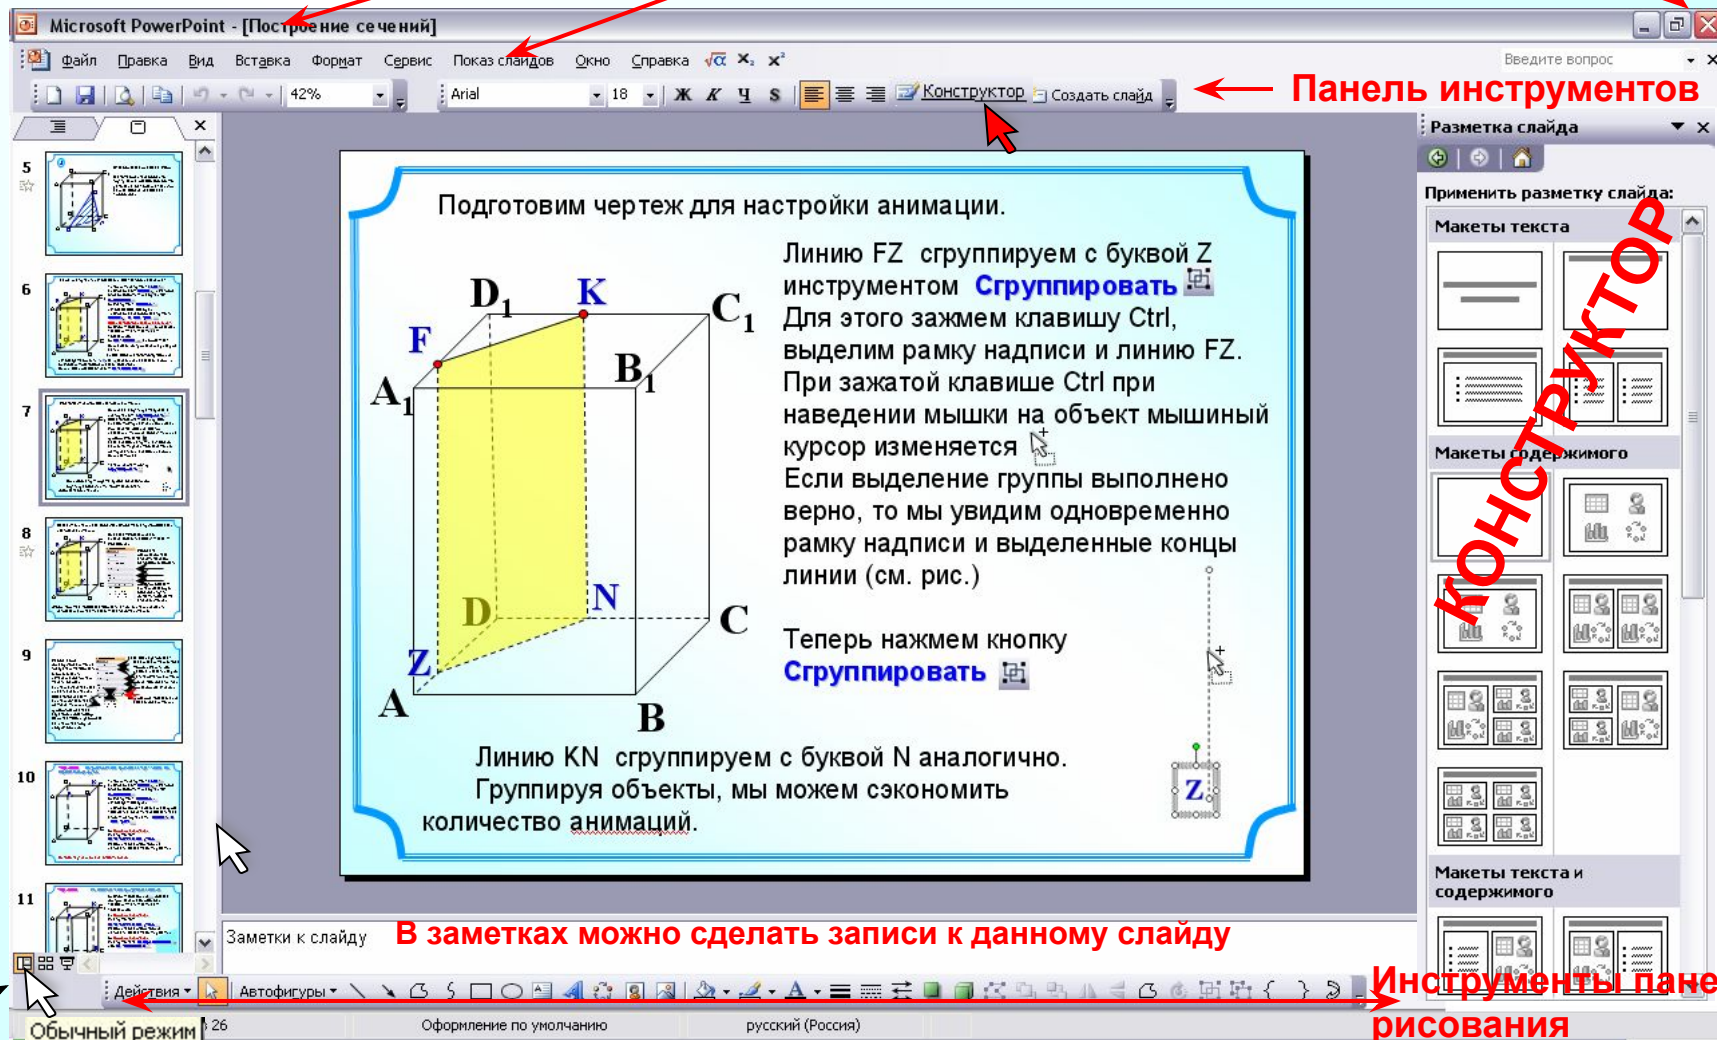 Microsoft PowerPoint - [Построение сечений]
Файл Правка Вид Вставка Формат Сервис Показ слайдов Окно Справка √α X₂ X²
Введите вопрос
42% Arial 18 Ж К Ч S Конструктор Создать слайд
Панель инструментов
Разметка слайда
Применить разметку слайда:
Макеты текста
Макеты содержимого
Макеты текста и
содержимого
КОНСТРУКТОР
5
6
7
8
9
10
11
Подготовим чертеж для настройки анимации.
Линию FZ сгруппируем с буквой Z
инструментом Сгруппировать
Для этого зажмем клавишу Ctrl,
выделим рамку надписи и линию FZ.
При зажатой клавише Ctrl при
наведении мышки на объект мышиный
курсор изменяется
Если выделение группы выполнено
верно, то мы увидим одновременно
рамку надписи и выделенные концы
линии (см. рис.)
Теперь нажмем кнопку
Сгруппировать
D₁ K C₁
F
A₁ B₁
D N C
Z
A B
Z
Линию KN сгруппируем с буквой N аналогично.
Группируя объекты, мы можем сэкономить
количество анимаций.
Заметки к слайду
В заметках можно сделать записи к данному слайду
Действия Автофигуры
Инструменты пане
рисования
Обычный режим
26 Оформление по умолчанию русский (Россия)